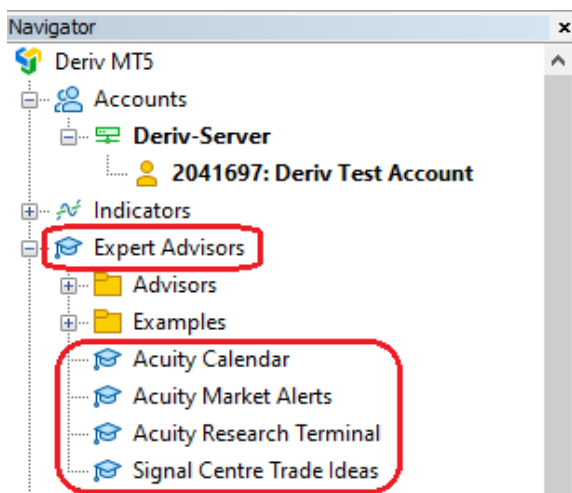 Navigator
Deriv MT5
Accounts
Deriv-Server
2041697: Deriv Test Account
Indicators
Expert Advisors
Advisors
Examples
Acuity Calendar
Acuity Market Alerts
Acuity Research Terminal
Signal Centre Trade Ideas